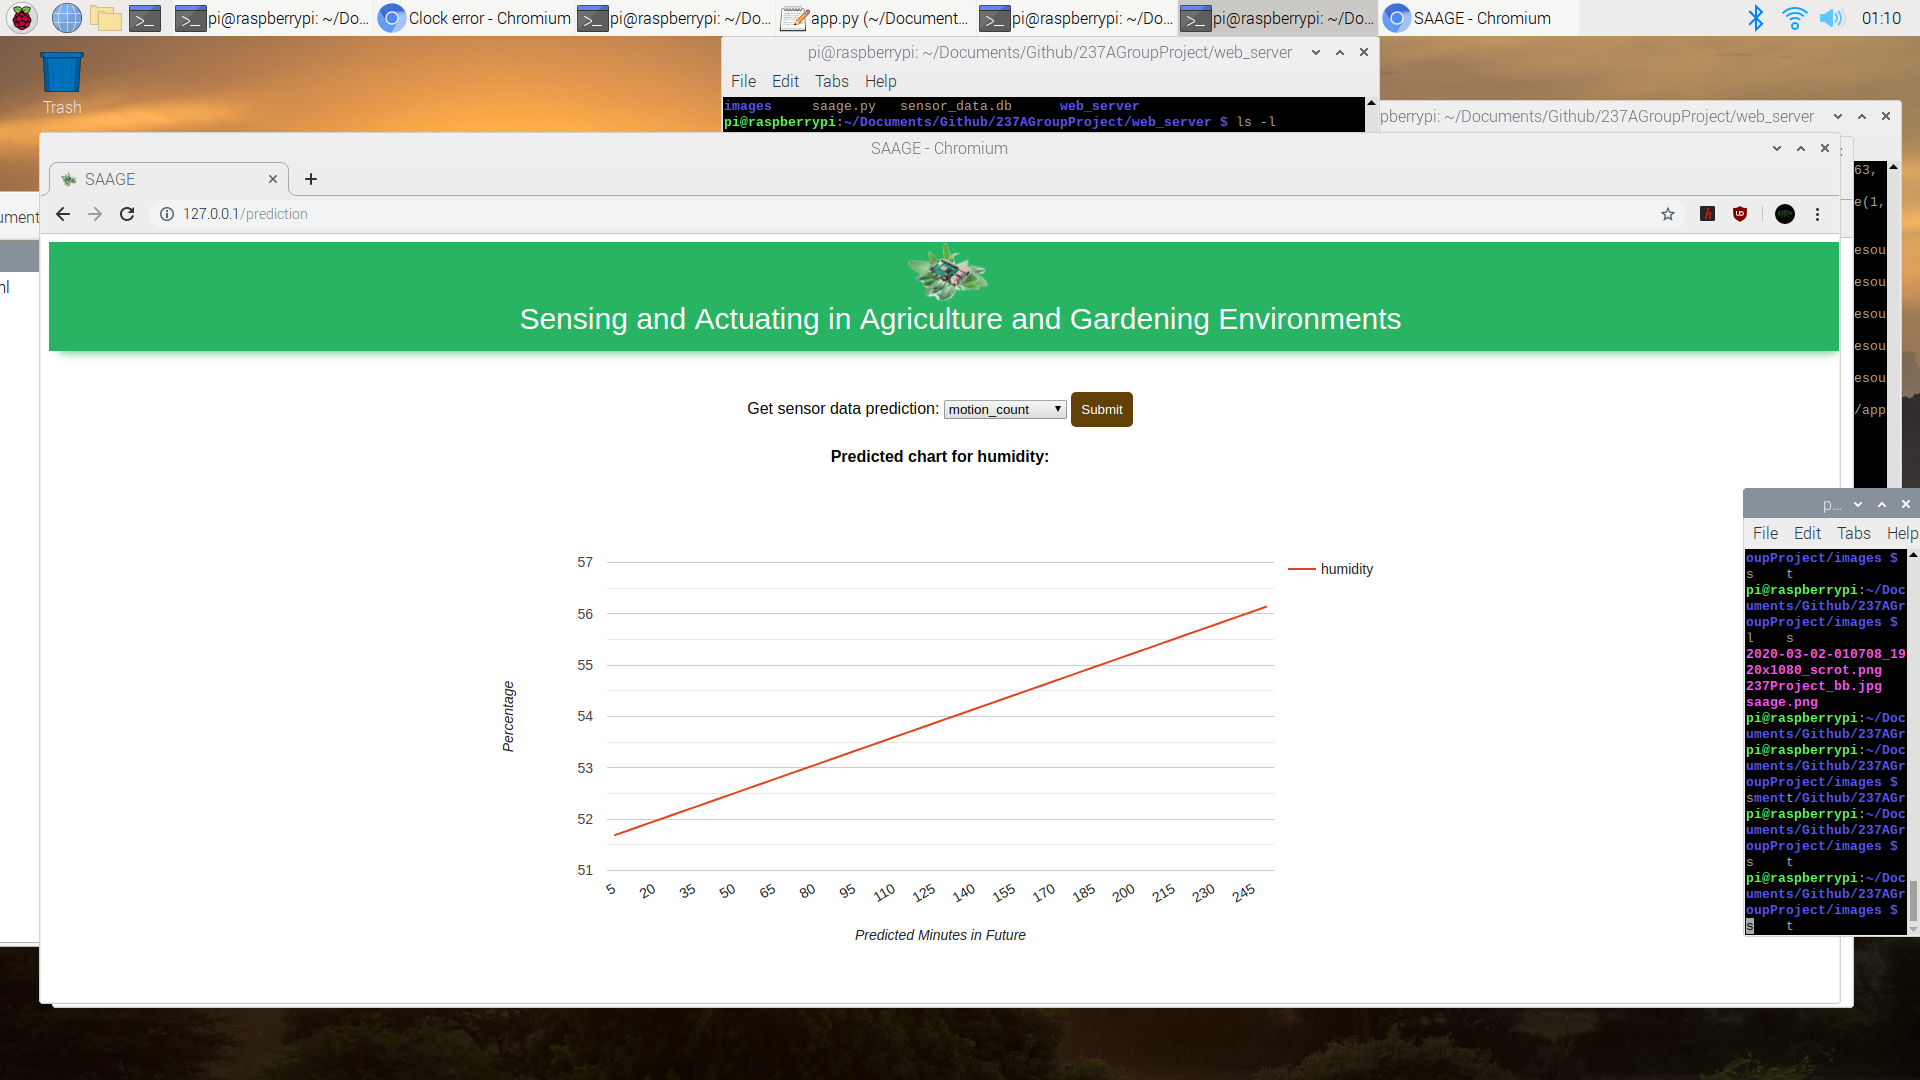 pi@raspberrypi: ~/Do...
Clock error - Chromium
pi@raspberrypi: ~/Do...
app.py (~/Document...
pi@raspberrypi: ~/Do...
pi@raspberrypi: ~/Do...
SAAGE - Chromium
01:10
Trash
pi@raspberrypi: ~/Documents/Github/237AGroupProject/web_server
File Edit Tabs Help
images saage.py sensor_data.db web_server
pi@raspberrypi:~/Documents/Github/237AGroupProject/web_server $ ls -l
pberrypi: ~/Documents/Github/237AGroupProject/web_server
63,
e(1,
esou
esou
esou
esou
esou
/app
ument
nl
SAAGE - Chromium
SAAGE
127.0.0.1/prediction
Sensing and Actuating in Agriculture and Gardening Environments
Get sensor data prediction: motion_count Submit
Predicted chart for humidity:
57
56
55
54
53
52
51
Percentage
humidity
5 20 35 50 65 80 95 110 125 140 155 170 185 200 215 230 245
Predicted Minutes in Future
p...
File Edit Tabs Help
oupProject/images $
s t
pi@raspberrypi:~/Doc
uments/Github/237AGr
oupProject/images $
l s
2020-03-02-010708_19
20x1080_scrot.png
237Project_bb.jpg
saage.png
pi@raspberrypi:~/Doc
uments/Github/237AGr
pi@raspberrypi:~/Doc
uments/Github/237AGr
oupProject/images $
smentt/Github/237AGr
pi@raspberrypi:~/Doc
uments/Github/237AGr
oupProject/images $
s t
pi@raspberrypi:~/Doc
uments/Github/237AGr
oupProject/images $
s t